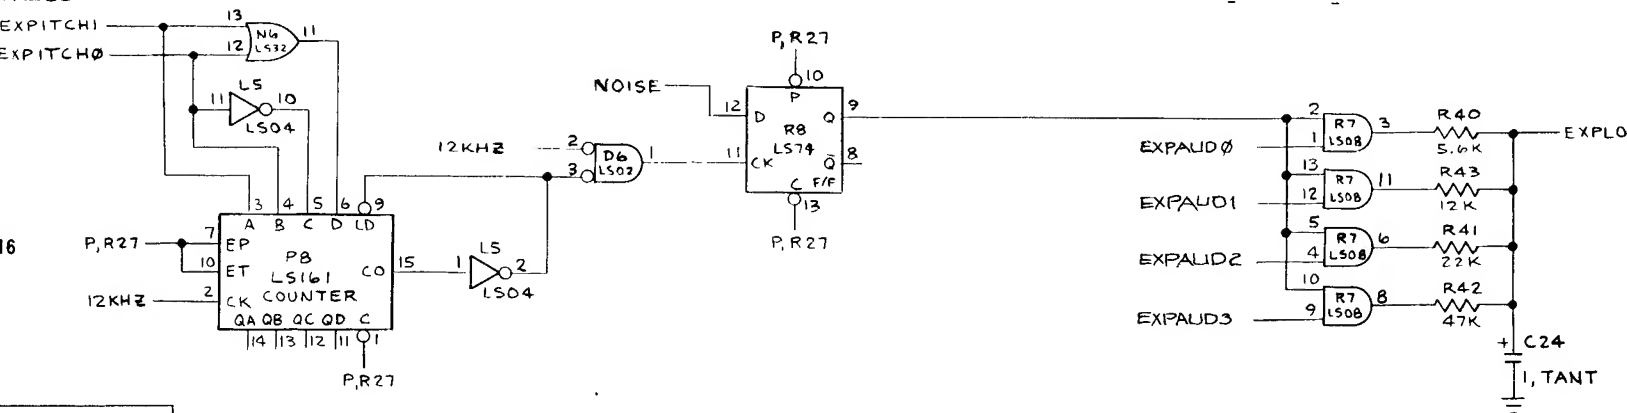 EXPITCH1
13
N6
LS32
11
EXPITCHØ
12
L5
11
10
LS04
3 4 5 6 9
A B C D LD
P,R27
7
EP
10
ET
P8
LS161
COUNTER
CO
15
12KHZ
2
CK
QA QB QC QD C
14 13 12 11 1
P,R27
16
1
L5
2
LS04
12KHZ
2
3
D6
LS02
1
NOISE
P,R27
10
P
12
D
Q
9
R8
LS74
11
CK
Q̅
8
C
F/F
13
P,R27
EXPAUDØ
2
1
R7
LS08
3
R40
5.6K
EXPLO
EXPAUD1
13
12
R7
LS08
11
R43
12K
EXPAUD2
5
4
R7
LS08
6
R41
22K
EXPAUD3
10
9
R7
LS08
8
R42
47K
+
C24
1, TANT